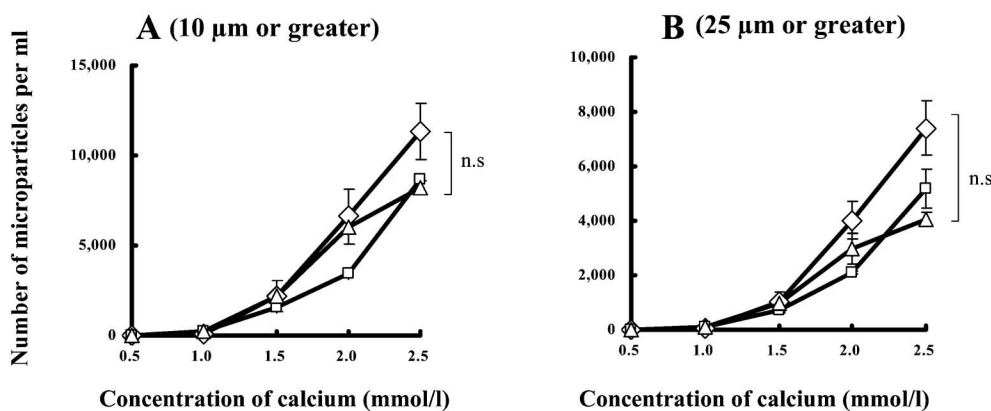 A (10 μm or greater)
B (25 μm or greater)
Number of microparticles per ml
15,000
10,000
5,000
0
0.5 1.0 1.5 2.0 2.5
n.s
Concentration of calcium (mmol/l)
10,000
8,000
6,000
4,000
2,000
0
0.5 1.0 1.5 2.0 2.5
n.s
Concentration of calcium (mmol/l)